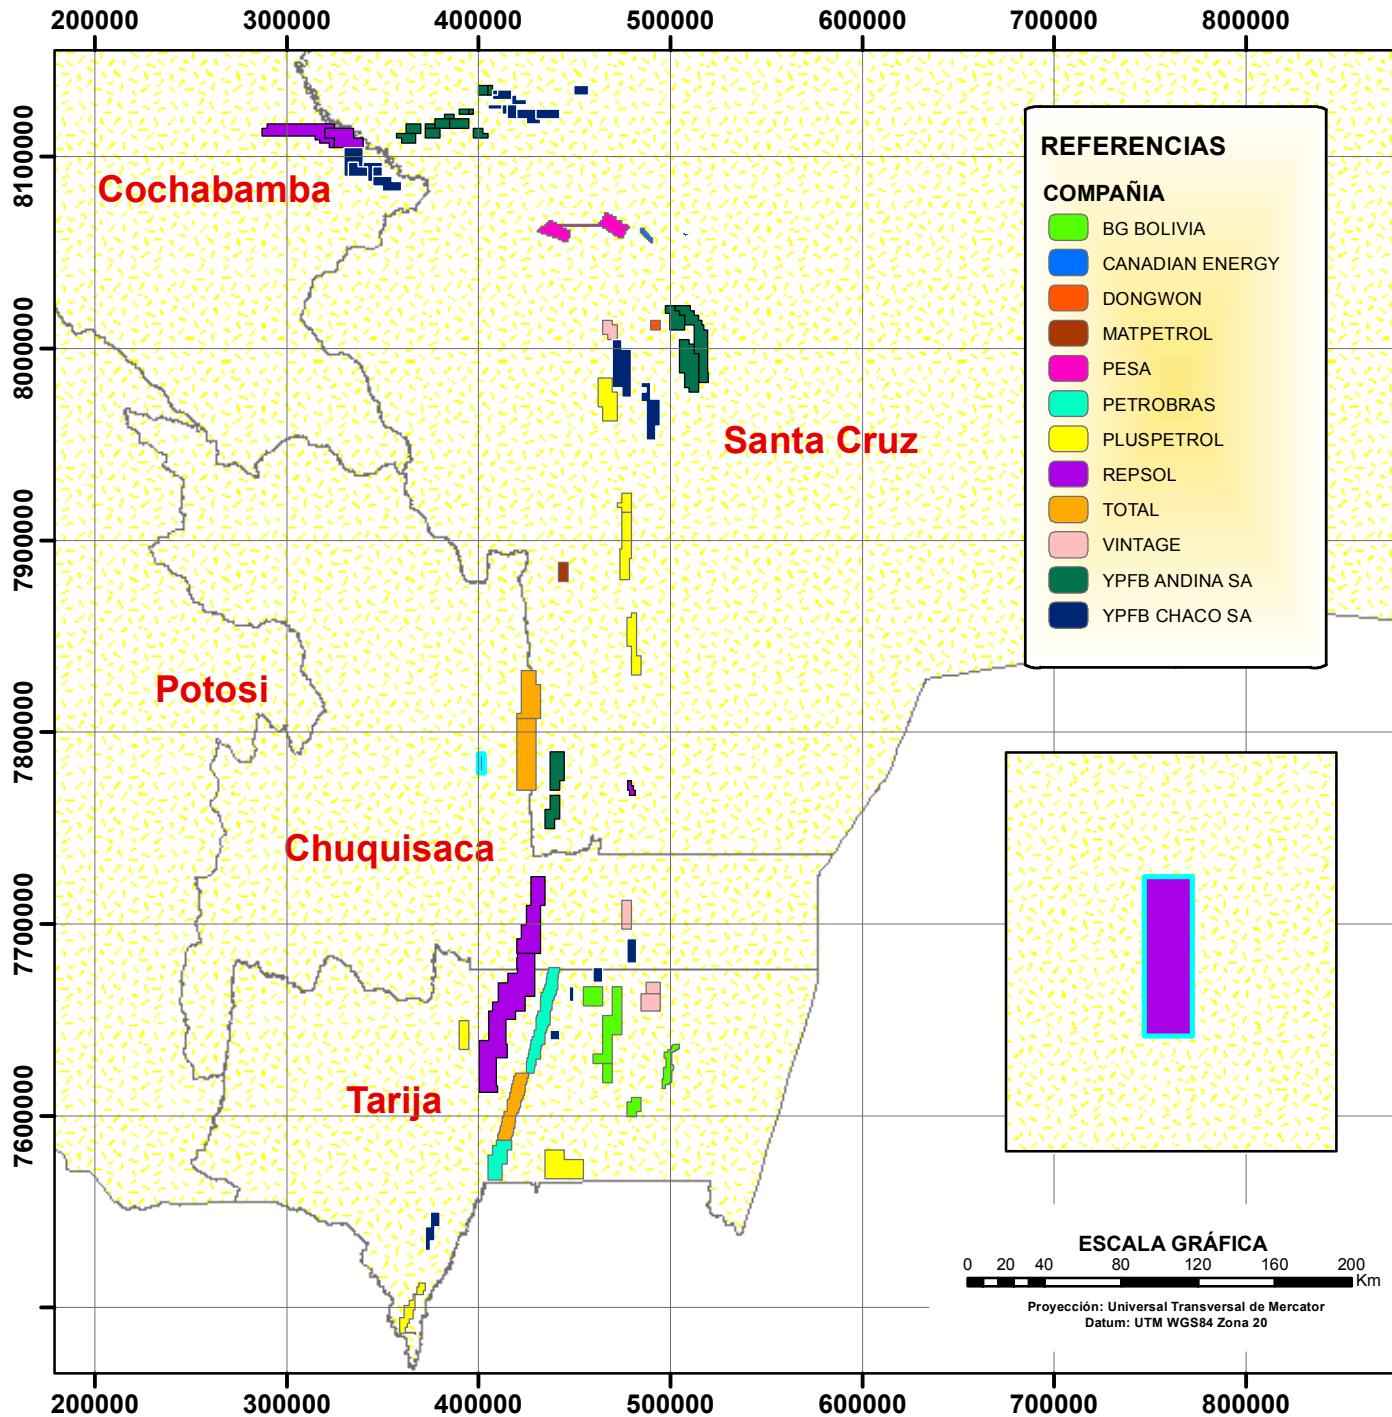 200000 300000 400000 500000 600000 700000 800000
8100000
8000000
7900000
7800000
7700000
7600000
REFERENCIAS
COMPAÑIA
BG BOLIVIA
CANADIAN ENERGY
DONGWON
MATPETROL
PESA
PETROBRAS
PLUSPETROL
REPSOL
TOTAL
VINTAGE
YPFB ANDINA SA
YPFB CHACO SA
Cochabamba
Santa Cruz
Potosi
Chuquisaca
Tarija
ESCALA GRÁFICA
0 20 40 80 120 160 200
Km
Proyección: Universal Transversal de Mercator
Datum: UTM WGS84 Zona 20
200000 300000 400000 500000 600000 700000 800000